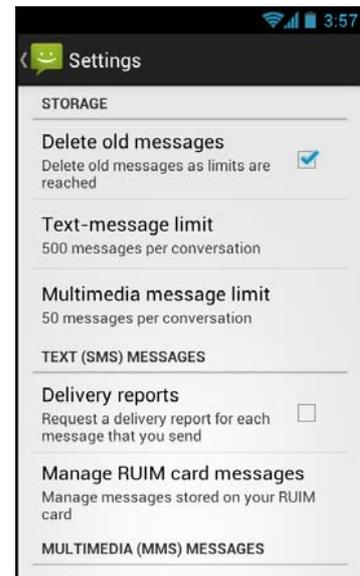 3:57
Settings
STORAGE
Delete old messages
Delete old messages as limits are
reached
Text-message limit
500 messages per conversation
Multimedia message limit
50 messages per conversation
TEXT (SMS) MESSAGES
Delivery reports
Request a delivery report for each
message that you send
Manage RUIM card messages
Manage messages stored on your RUIM
card
MULTIMEDIA (MMS) MESSAGES